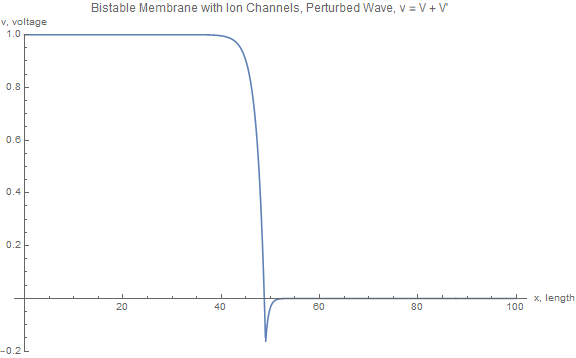 Bistable Membrane with Ion Channels, Perturbed Wave, v = V + V'
v, voltage
1.0
0.8
0.6
0.4
0.2
20 40 60 80 100 x, length
-0.2